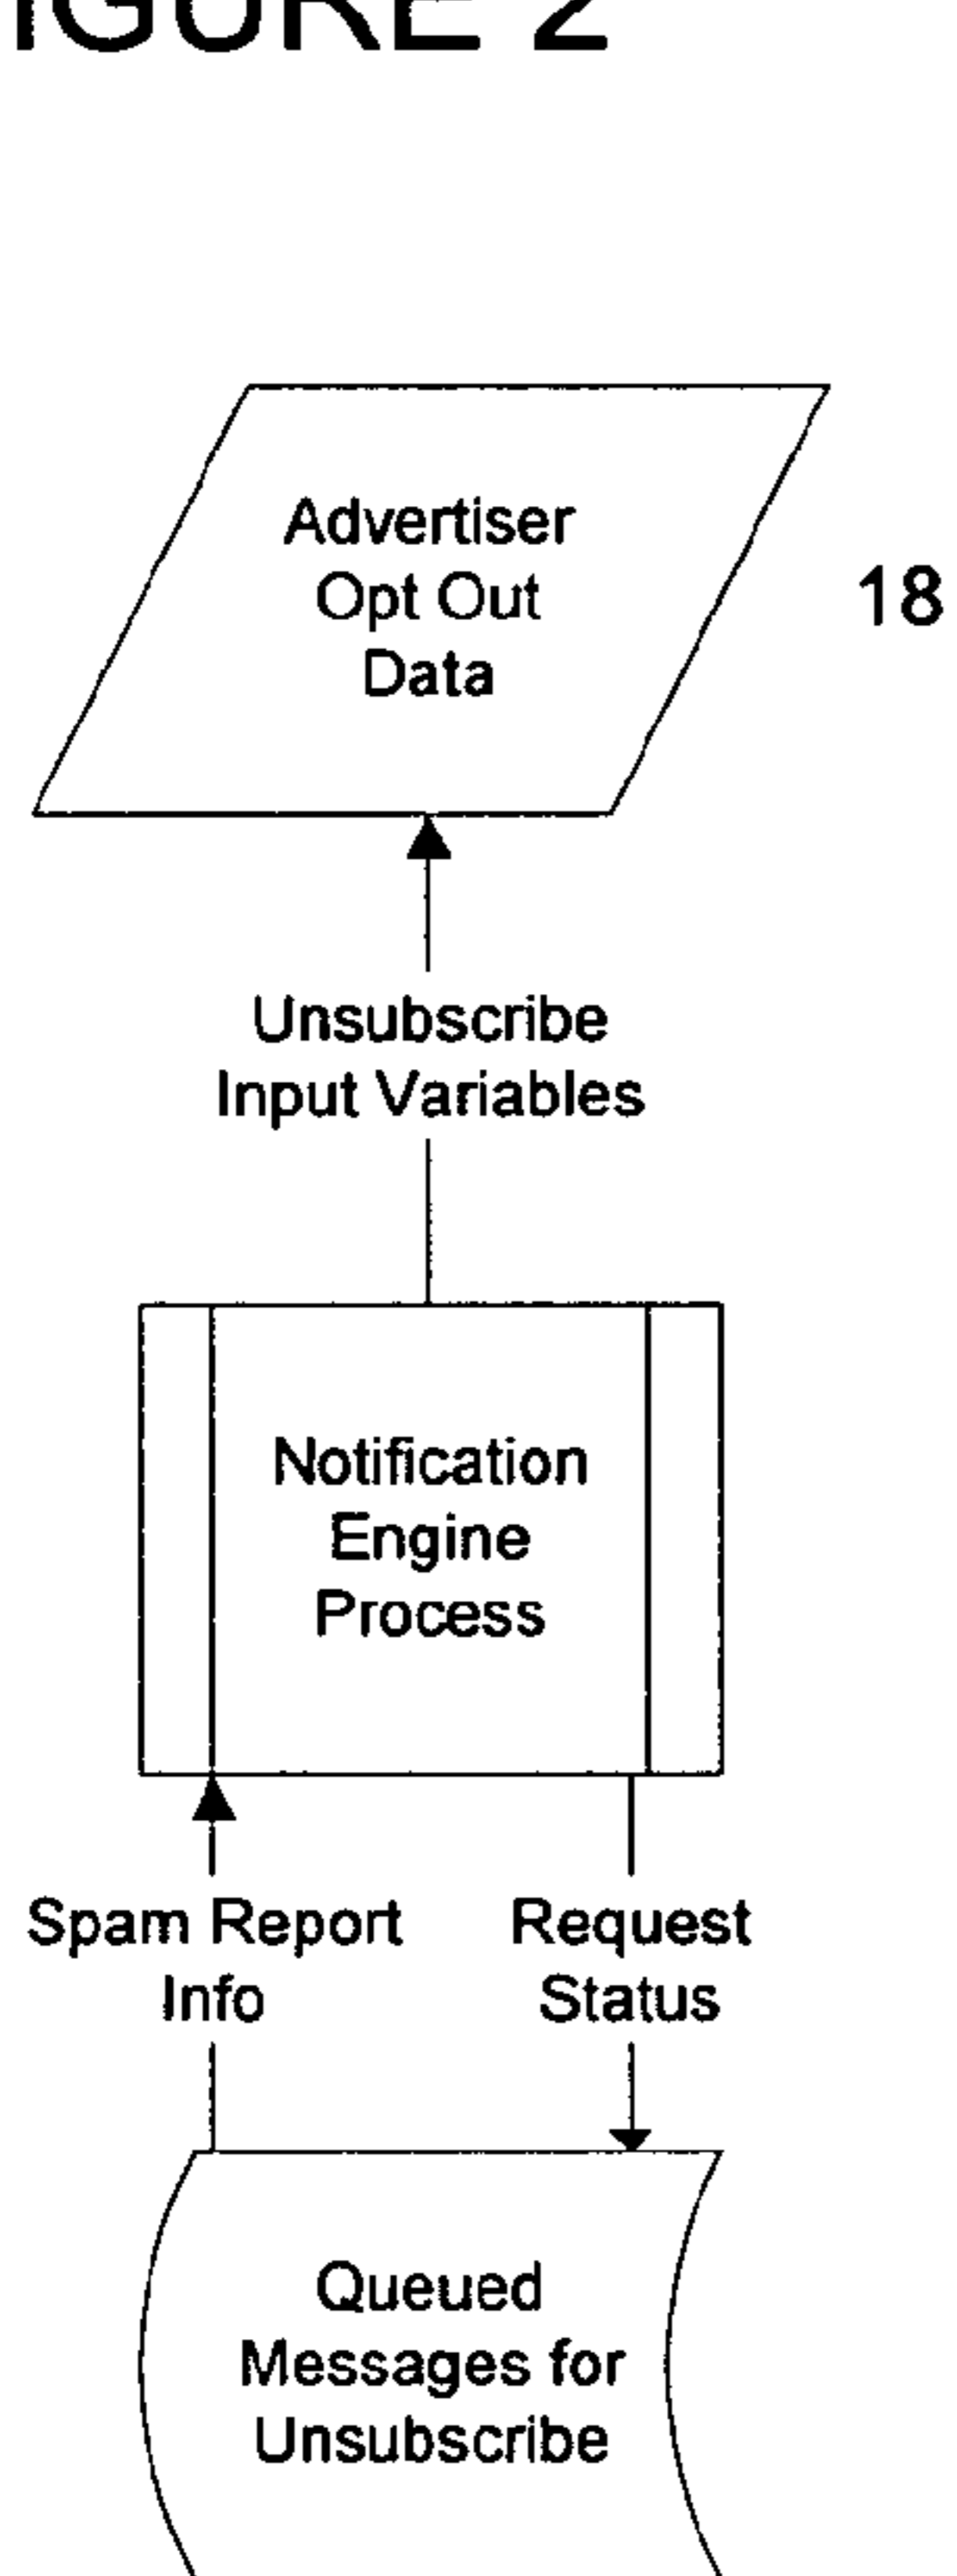 IGURE 2
Advertiser
Opt Out
Data
18
Unsubscribe
Input Variables
Notification
Engine
Process
Spam Report
Info
Request
Status
Queued
Messages for
Unsubscribe